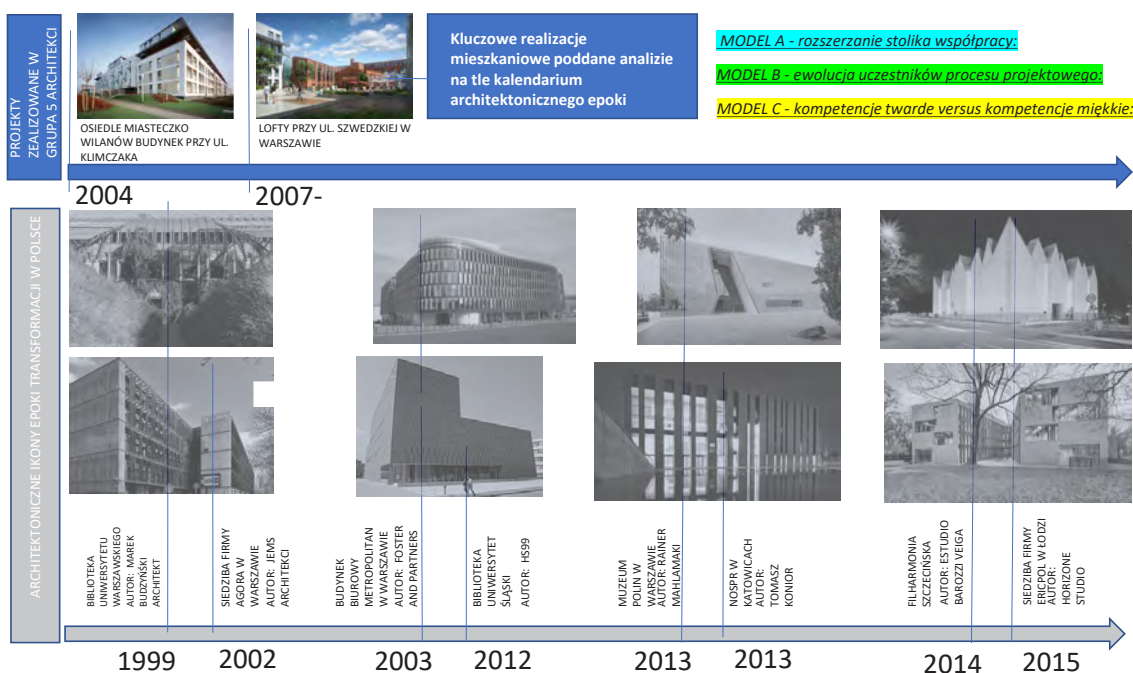 PROJEKTY
ZEALIZOWANE W
GRUPA 5 ARCHITEKCI
OSIEDLE MIASTECZKO
WILANÓW BUDYNEK PRZY UL.
KLIMCZAKA
LOFTY PRZY UL. SZWEDZKIEJ W
WARSZAWIE
Kluczowe realizacje
mieszkaniowe poddane analizie
na tle kalendarium
architektonicznego epoki
MODEL A - rozszerzanie stolika współpracy:
MODEL B - ewolucja uczestników procesu projektowego:
MODEL C - kompetencje twarde versus kompetencje miękkie:
2004
2007-
ARCHITEKTONICZNE IKONY EPOKI TRANSFORMACJI W POLSCE
BIBLIOTEKA
UNIWERSYTETU
WARSZAWSKIEGO
AUTOR: MAREK
BUDZYŃSKI
ARCHITEKT
SIEDZIBA FIRMY
AGORA W
WARSZAWIE
AUTOR: JEMS
ARCHITEKCI
BUDYNEK
BIUROWY
METROPOLITAN
W WARSZAWIE
AUTOR: FOSTER
AND PARTNERS
BIBLIOTEKA
UNIWERSYTET
ŚLĄSKI
AUTOR: HS99
MUZEUM
POLIN W
WARSZAWIE
AUTOR: RAINER
MAHLAMAKI
NOSPR W
KATOWICACH
AUTOR:
TOMASZ
KONIOR
FILHARMONIA
SZCZECIŃSKA
AUTOR: ESTUDIO
BAROZZI VEIGA
SIEDZIBA FIRMY
ERICPOL W ŁODZI
AUTOR:
HORIZONE
STUDIO
1999
2002
2003
2012
2013
2013
2014
2015